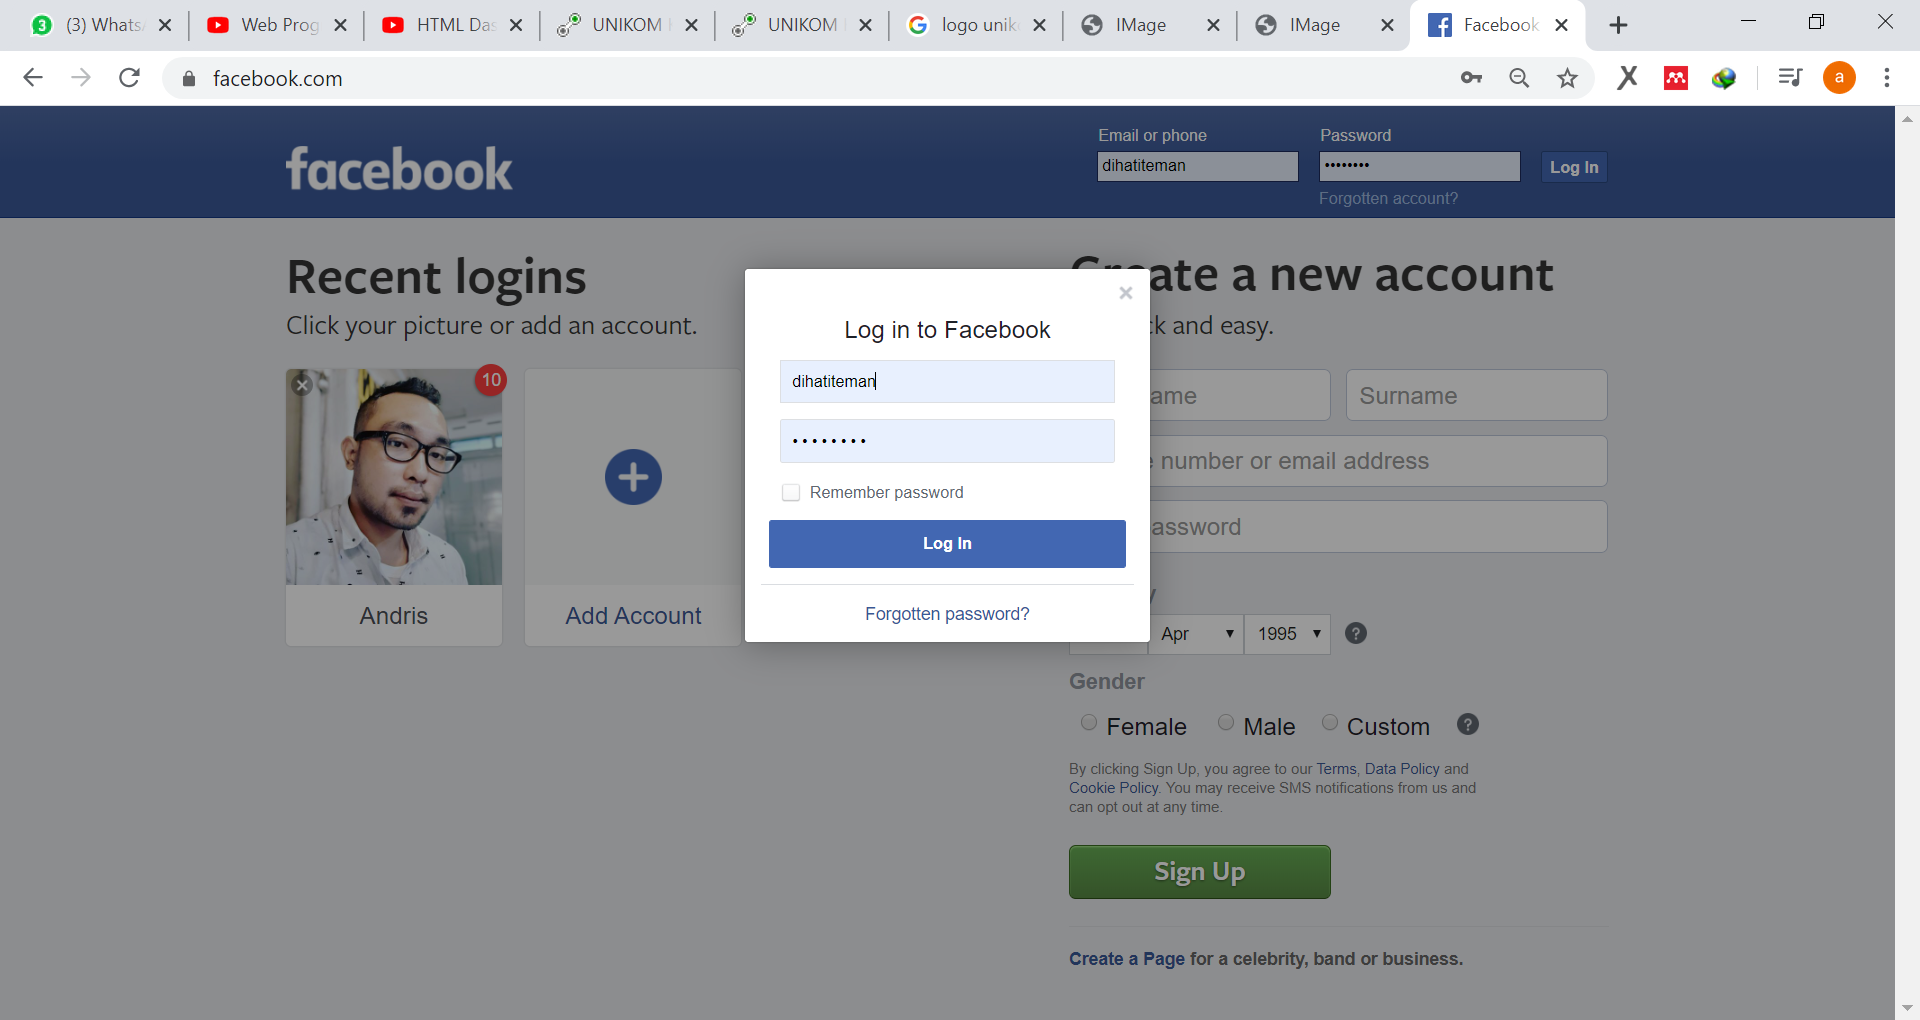 3 (3) Whats
Web Prog
HTML Das
UNIKOM
UNIKOM
logo unik
IMage
IMage
Facebook
facebook.com
a
facebook
Email or phone
Password
dihatiteman
••••••••
Log In
Forgotten account?
Recent logins
Click your picture or add an account.
10
Andris
Add Account
Log in to Facebook
dihatiteman
••••••••
Remember password
Log In
Forgotten password?
ate a new account
k and easy.
ame
Surname
number or email address
assword
Apr
1995
?
Gender
Female
Male
Custom
?
By clicking Sign Up, you agree to our Terms, Data Policy and
Cookie Policy. You may receive SMS notifications from us and
can opt out at any time.
Sign Up
Create a Page for a celebrity, band or business.